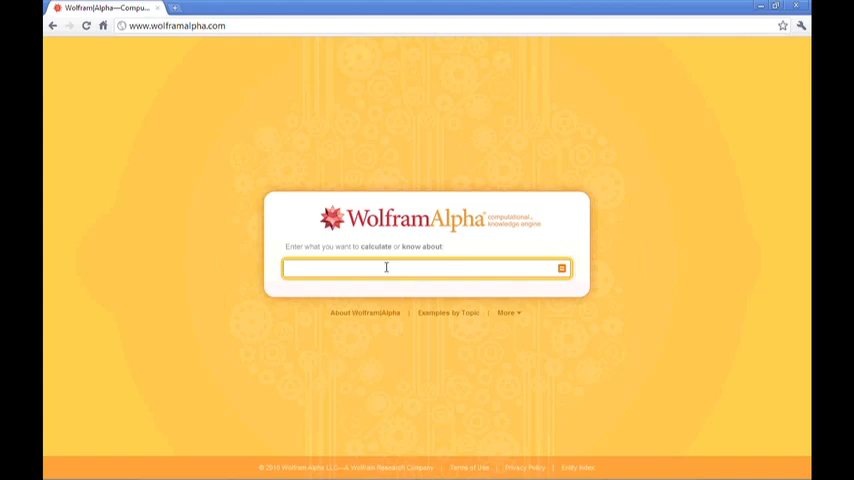 Wolfram|Alpha—Compu...
www.wolframalpha.com
WolframAlpha computational knowledge engine
Enter what you want to calculate or know about:
About Wolfram|Alpha | Examples by Topic | More
© 2010 Wolfram Alpha LLC—A Wolfram Research Company | Terms of Use | Privacy Policy | Entity Index